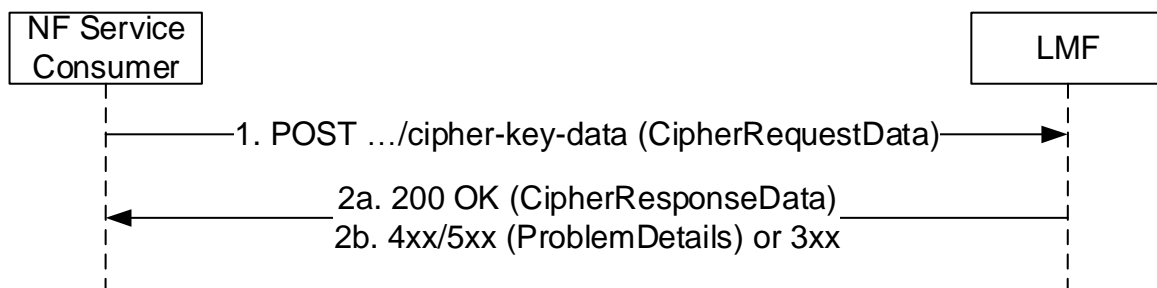 NF Service
Consumer
LMF
1. POST …/cipher-key-data (CipherRequestData)
2a. 200 OK (CipherResponseData)
2b. 4xx/5xx (ProblemDetails) or 3xx